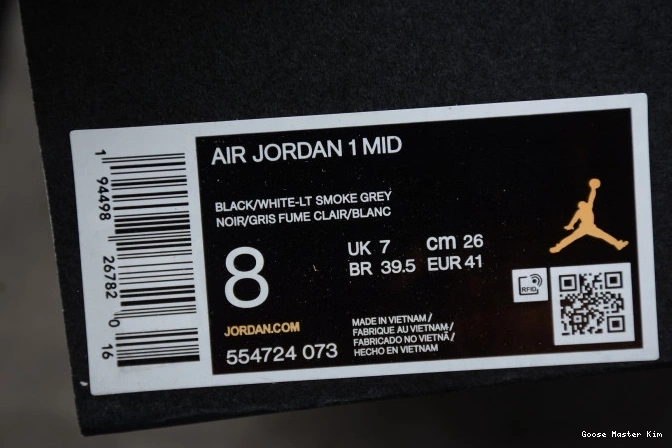 AIR JORDAN 1 MID
BLACK/WHITE-LT SMOKE GREY
NOIR/GRIS FUME CLAIR/BLANC
8
UK 7 cm 26
BR 39.5 EUR 41
RFID
JORDAN.COM
554724 073
MADE IN VIETNAM /
FABRIQUE AU VIETNAM/
FABRICADO NO VIETNÃ /
HECHO EN VIETNAM
1 94498 26782 0 16
Goose Master Kim